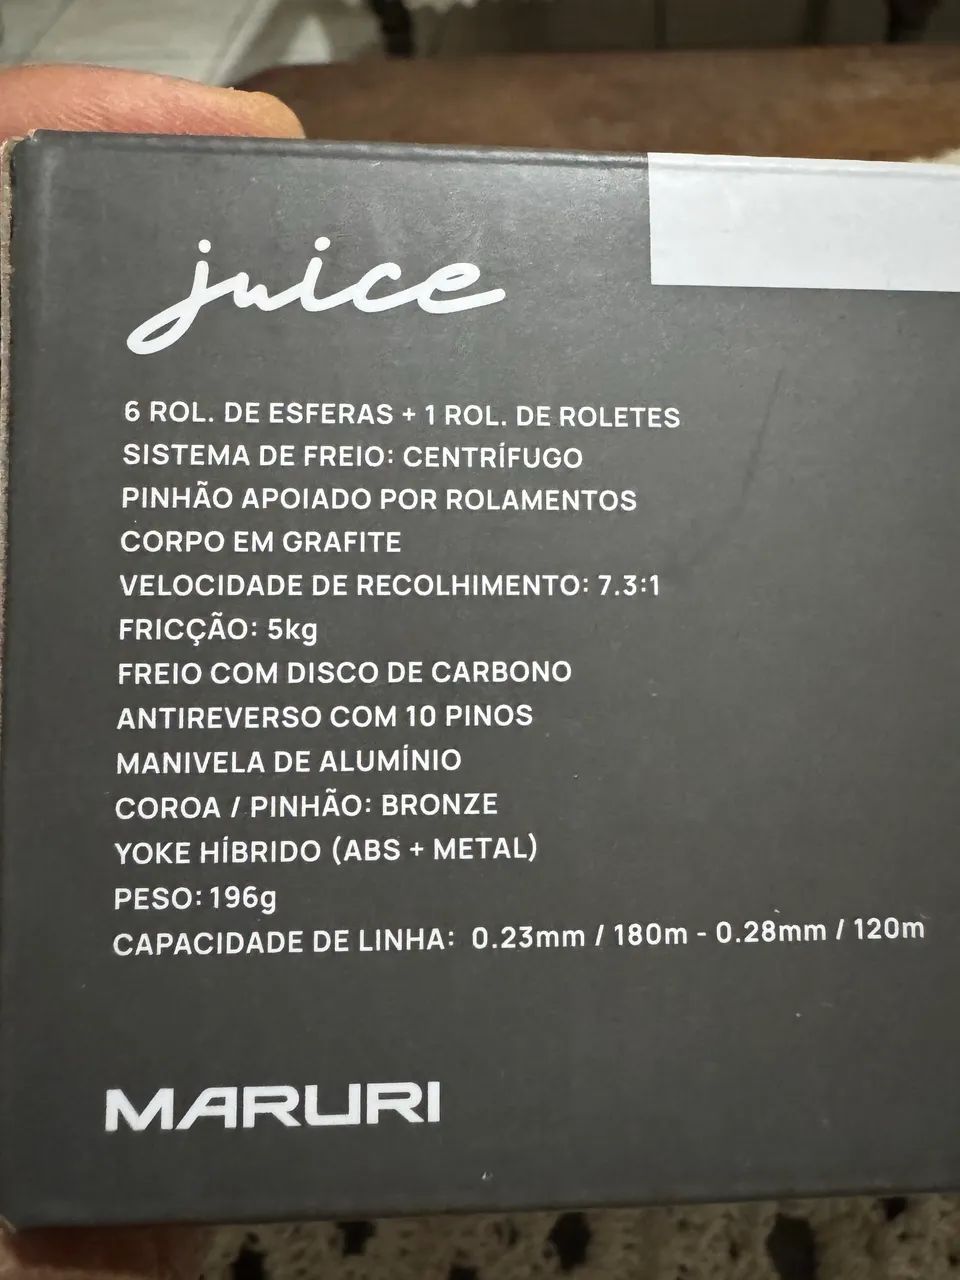 juice
6 ROL. DE ESFERAS + 1 ROL. DE ROLETES
SISTEMA DE FREIO: CENTRÍFUGO
PINHÃO APOIADO POR ROLAMENTOS
CORPO EM GRAFITE
VELOCIDADE DE RECOLHIMENTO: 7.3:1
FRICÇÃO: 5kg
FREIO COM DISCO DE CARBONO
ANTIREVERSO COM 10 PINOS
MANIVELA DE ALUMÍNIO
COROA / PINHÃO: BRONZE
YOKE HÍBRIDO (ABS + METAL)
PESO: 196g
CAPACIDADE DE LINHA: 0.23mm / 180m - 0.28mm / 120m
MARURI